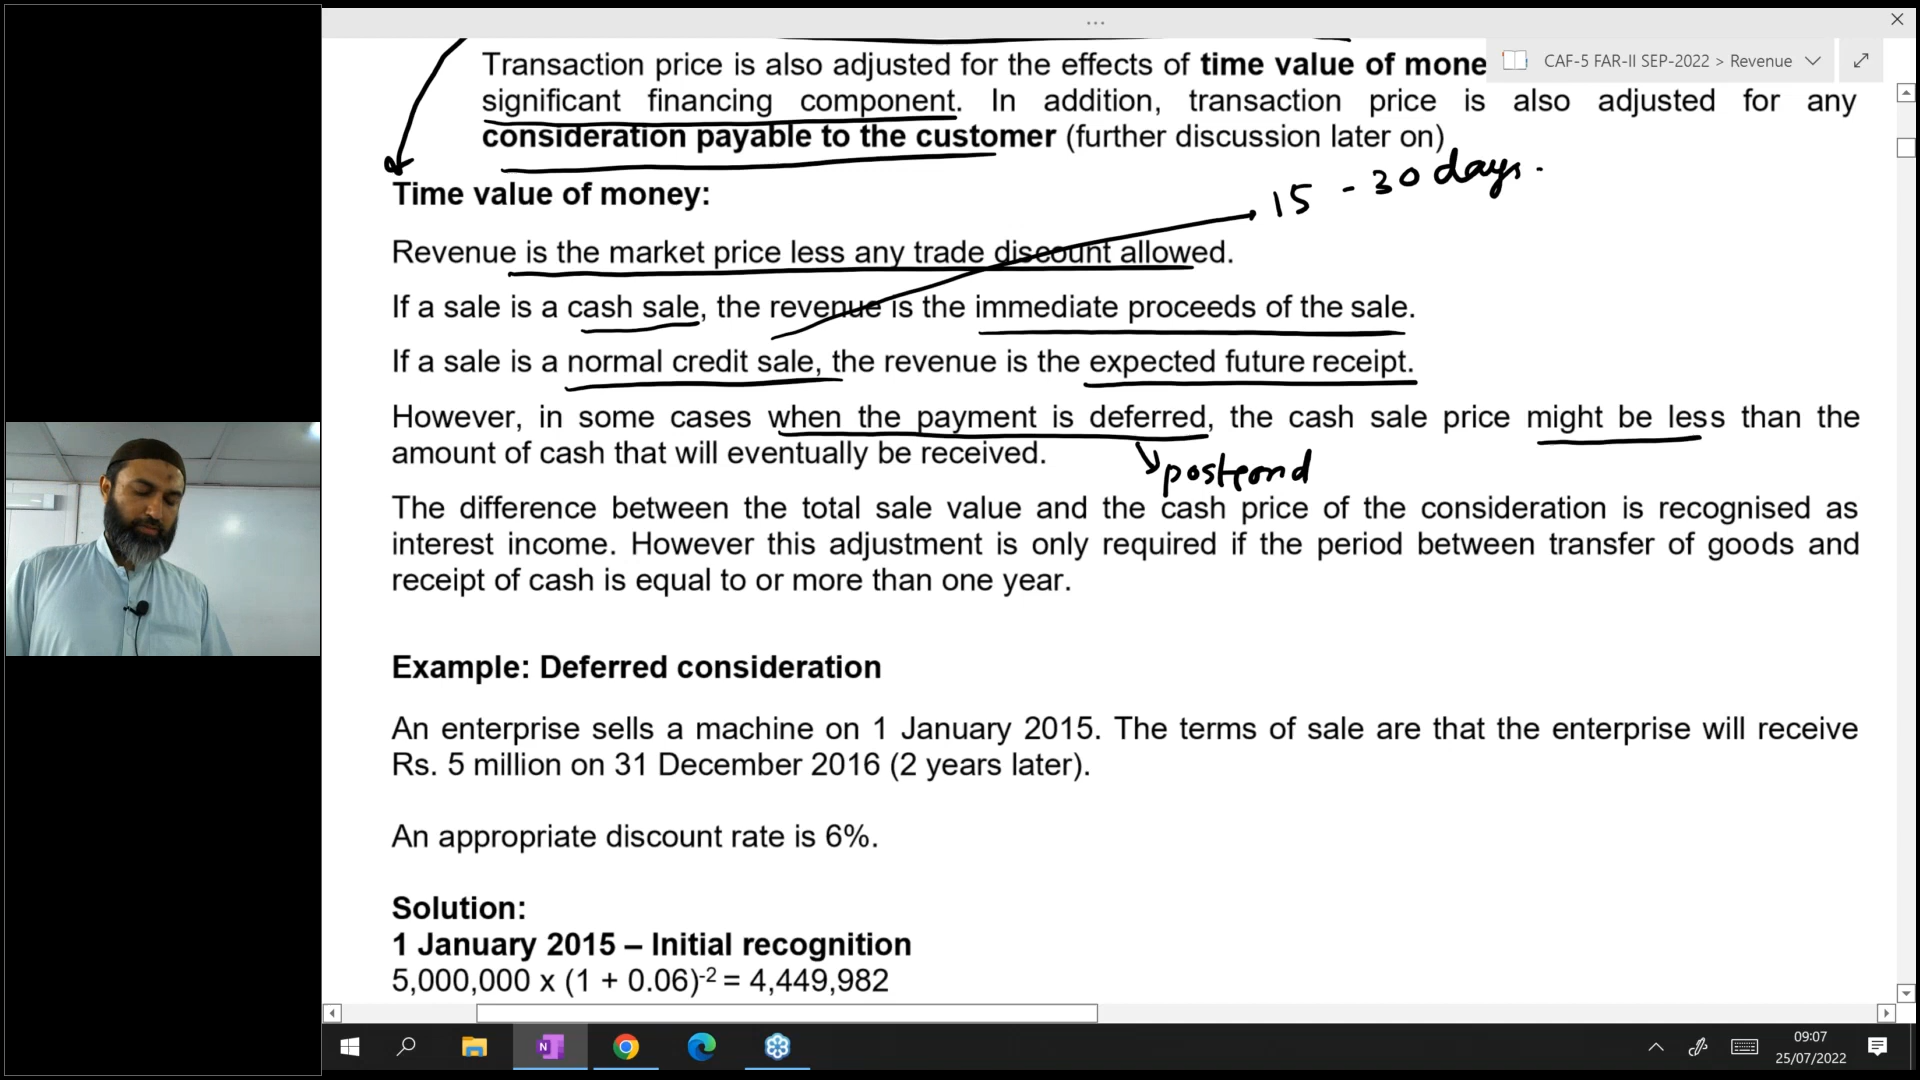 ...
CAF-5 FAR-II SEP-2022 > Revenue
Transaction price is also adjusted for the effects of time value of mone
significant financing component. In addition, transaction price is also adjusted for any
consideration payable to the customer (further discussion later on)
15 - 30 days.
Time value of money:
Revenue is the market price less any trade discount allowed.
If a sale is a cash sale, the revenue is the immediate proceeds of the sale.
If a sale is a normal credit sale, the revenue is the expected future receipt.
However, in some cases when the payment is deferred, the cash sale price might be less than the
amount of cash that will eventually be received.
The difference between the total sale value and the cash price of the consideration is recognised as
interest income. However this adjustment is only required if the period between transfer of goods and
receipt of cash is equal to or more than one year.
Example: Deferred consideration
An enterprise sells a machine on 1 January 2015. The terms of sale are that the enterprise will receive
Rs. 5 million on 31 December 2016 (2 years later).
An appropriate discount rate is 6%.
Solution:
1 January 2015 – Initial recognition
5,000,000 x (1 + 0.06)⁻² = 4,449,982
N
09:07
25/07/2022